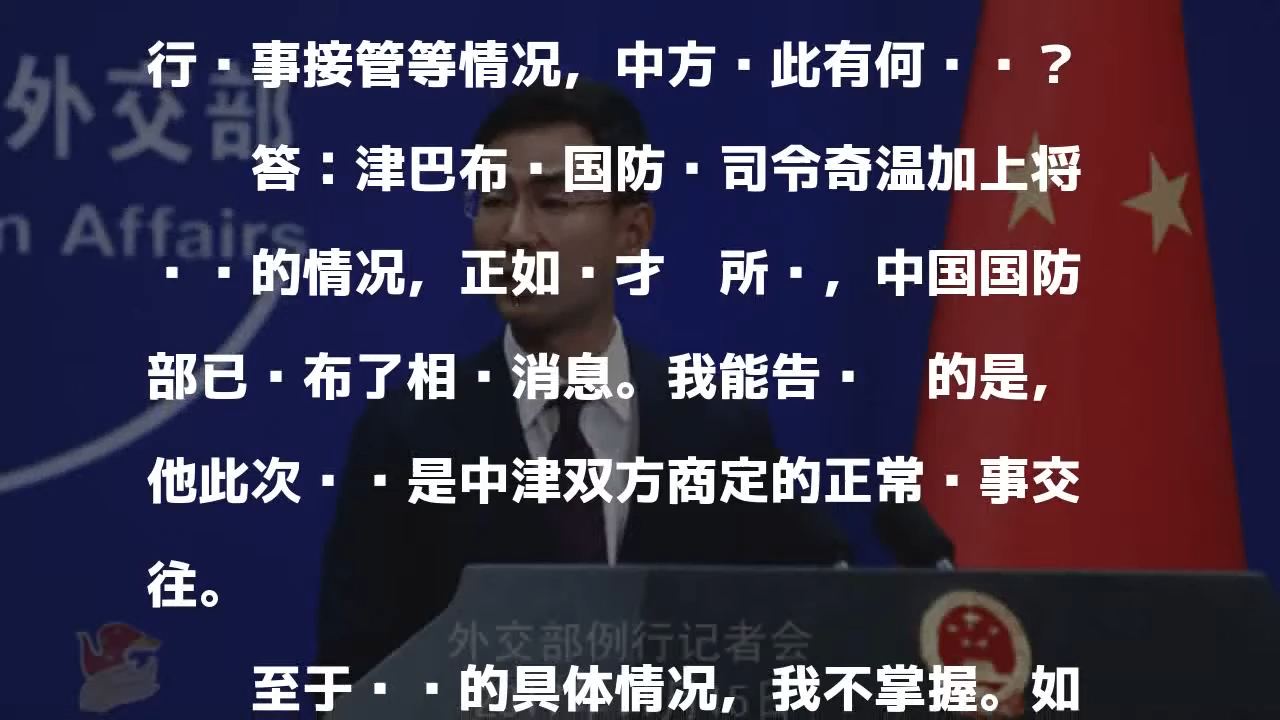 行·事接管等情况，中方·此有何··？
答：津巴布·国防·司令奇温加上将
··的情况，正如·才 所·，中国国防
部已·布了相·消息。我能告· 的是，
他此次··是中津双方商定的正常·事交
往。
至于··的具体情况，我不掌握。如
外交部
n Affairs
外交部例行记者会
5日